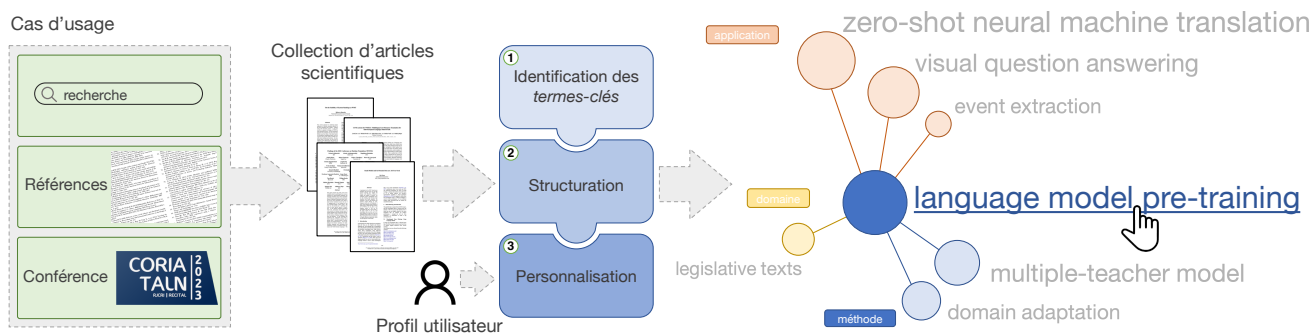 Cas d'usage
recherche
Références
Conférence
CORIA
TALN
RJCRI | RECITAL
2023
Collection d'articles
scientifiques
1
Identification des
termes-clés
2
Structuration
3
Personnalisation
Profil utilisateur
application
zero-shot neural machine translation
visual question answering
event extraction
language model pre-training
domaine
legislative texts
multiple-teacher model
domain adaptation
méthode